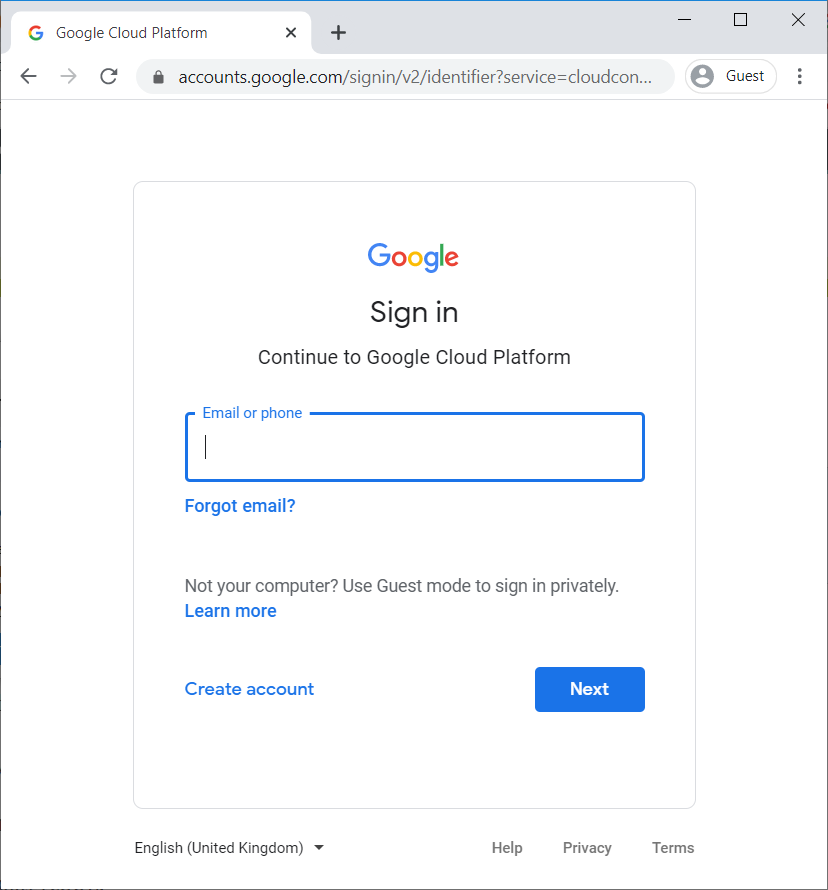 Google Cloud Platform
accounts.google.com/signin/v2/identifier?service=cloudcon...
Guest
Google
Sign in
Continue to Google Cloud Platform
Email or phone
Forgot email?
Not your computer? Use Guest mode to sign in privately.
Learn more
Create account
Next
English (United Kingdom)
Help
Privacy
Terms